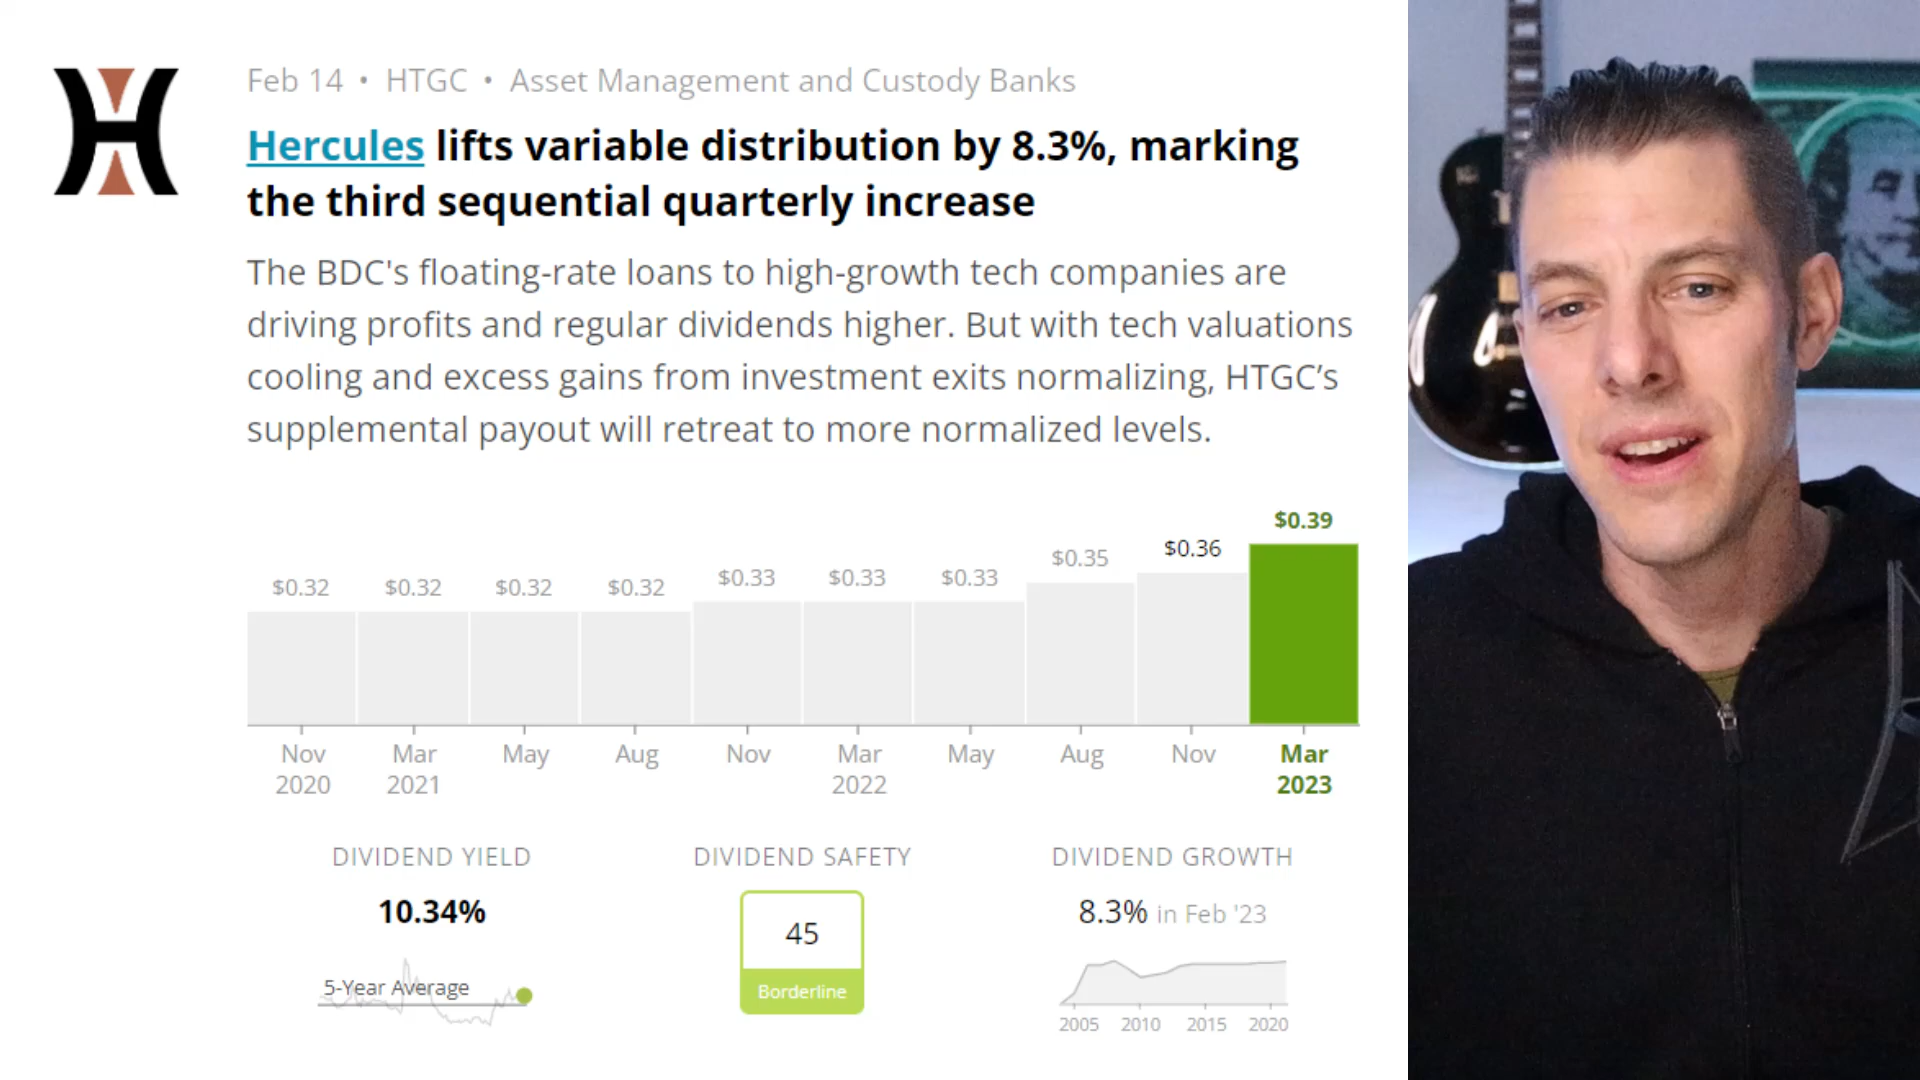 Feb 14 • HTGC • Asset Management and Custody Banks
Hercules lifts variable distribution by 8.3%, marking
the third sequential quarterly increase
The BDC's floating-rate loans to high-growth tech companies are
driving profits and regular dividends higher. But with tech valuations
cooling and excess gains from investment exits normalizing, HTGC’s
supplemental payout will retreat to more normalized levels.
$0.32 $0.32 $0.32 $0.32 $0.33 $0.33 $0.33 $0.35 $0.36 $0.39
Nov Mar May Aug Nov Mar May Aug Nov Mar
2020 2021 2022 2023
DIVIDEND YIELD DIVIDEND SAFETY DIVIDEND GROWTH
10.34% 45 8.3% in Feb '23
5-Year Average Borderline
2005 2010 2015 2020